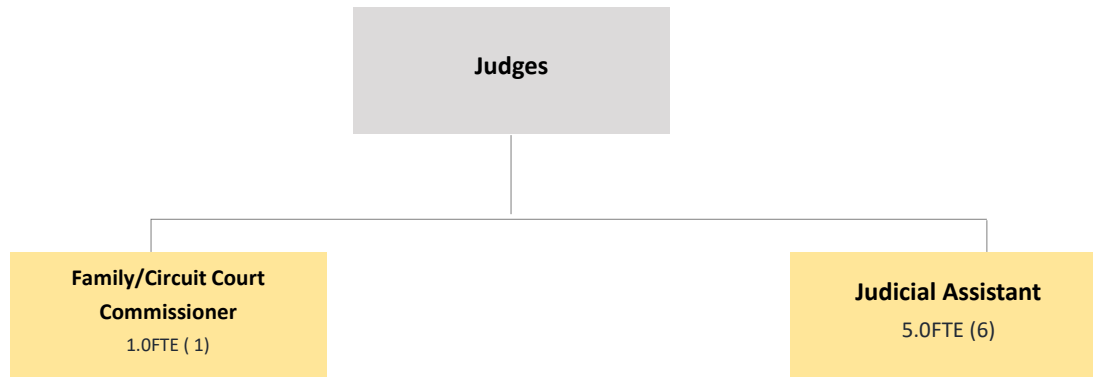 Judges
Family/Circuit Court
Commissioner
1.0FTE ( 1)
Judicial Assistant
5.0FTE (6)